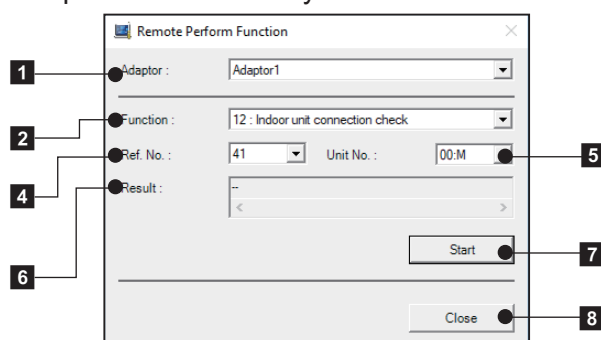 Remote Perform Function
1 Adaptor : Adaptor1
2 Function : 12 : Indoor unit connection check
4 Ref. No. : 41 Unit No. : 00:M 5
Result : --
6
Start 7
Close 8